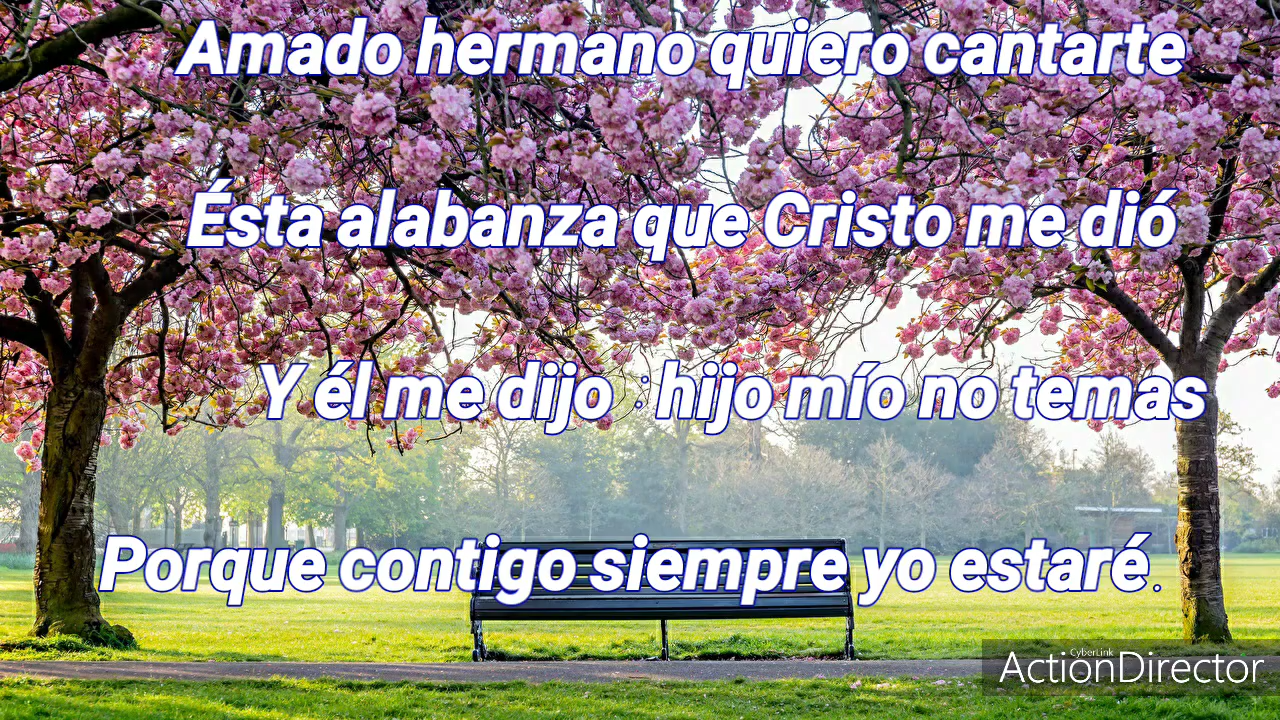 Amado hermano quiero cantarte
Ésta alabanza que Cristo me dió
Y él me dijo : hijo mío no temas
Porque contigo siempre yo estaré.
CyberLink
ActionDirector